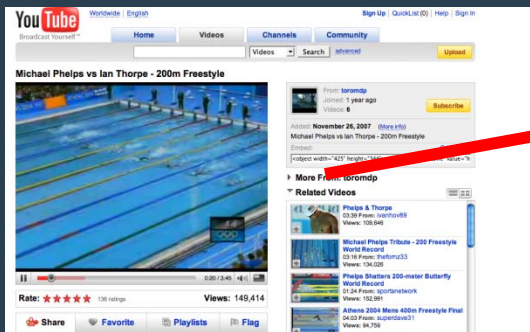 You Tube
Worldwide | English
Sign Up | QuickList (0) | Help | Sign In
Broadcast Yourself™
Home
Videos
Channels
Community
Videos
Search
advanced
Upload
Michael Phelps vs Ian Thorpe - 200m Freestyle
From: toromdp
Joined: 1 year ago
Videos: 6
Subscribe
Added: November 26, 2007 (More info)
Michael Phelps vs Ian Thorpe - 200m Freestyle
Embed:
<object width="425" height="344"
value="h
More From: toromdp
Related Videos
Phelps & Thorpe
03:39 From: ivanhov89
Views: 109,646
Michael Phelps Tribute - 200 Freestyle
World Record
03:16 From: thefomz33
Views: 134,026
Phelps Shatters 200-meter Butterfly
World Record
01:24 From: sportanetwork
Views: 152,991
Athens 2004 Mens 400m Freestyle Final
04:03 From: superdave31
Views: 94,759
0:20 / 3:45
Rate:
136 ratings
Views: 149,414
Share
Favorite
Playlists
Flag